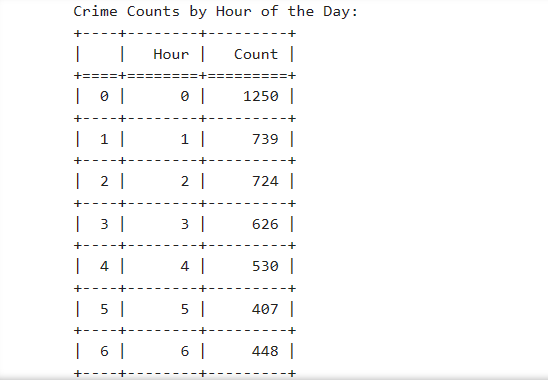 Crime Counts by Hour of the Day:
+----+--------+---------+
|    |   Hour |   Count |
+====+========+=========+
|  0 |      0 |    1250 |
+----+--------+---------+
|  1 |      1 |     739 |
+----+--------+---------+
|  2 |      2 |     724 |
+----+--------+---------+
|  3 |      3 |     626 |
+----+--------+---------+
|  4 |      4 |     530 |
+----+--------+---------+
|  5 |      5 |     407 |
+----+--------+---------+
|  6 |      6 |     448 |
+----+--------+---------+